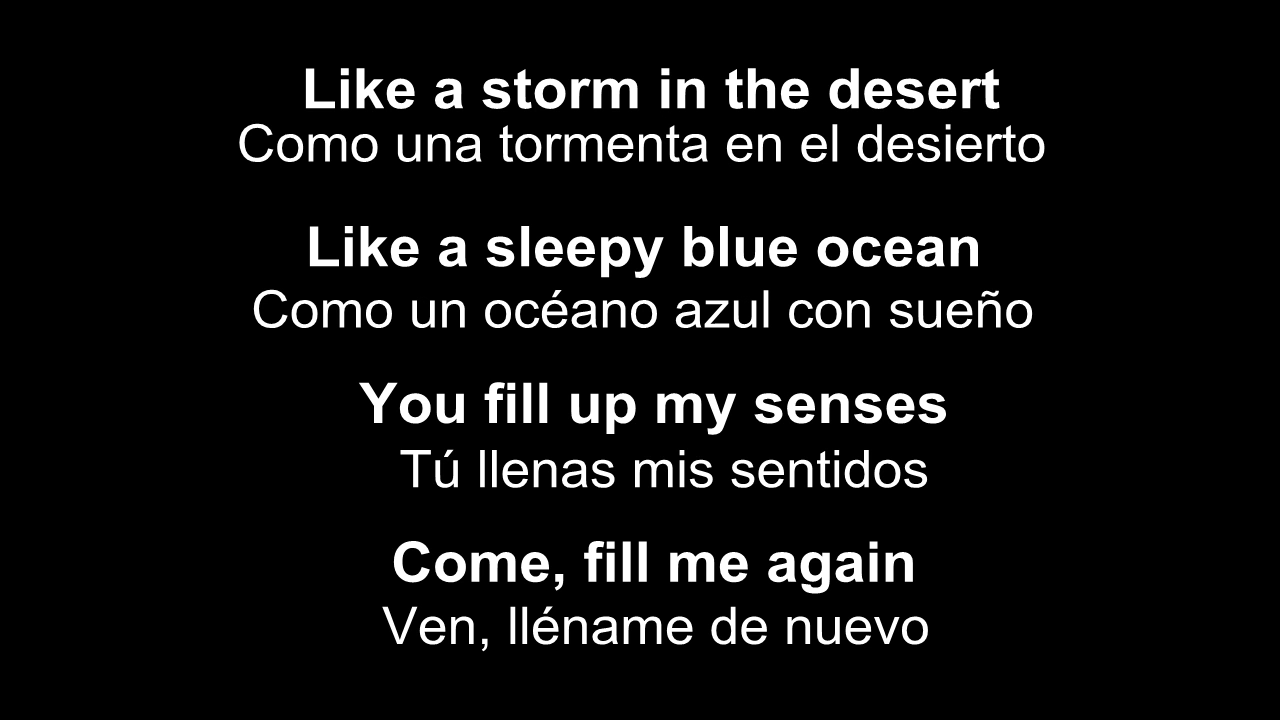 Like a storm in the desert
Como una tormenta en el desierto
Like a sleepy blue ocean
Como un océano azul con sueño
You fill up my senses
Tú llenas mis sentidos
Come, fill me again
Ven, lléname de nuevo